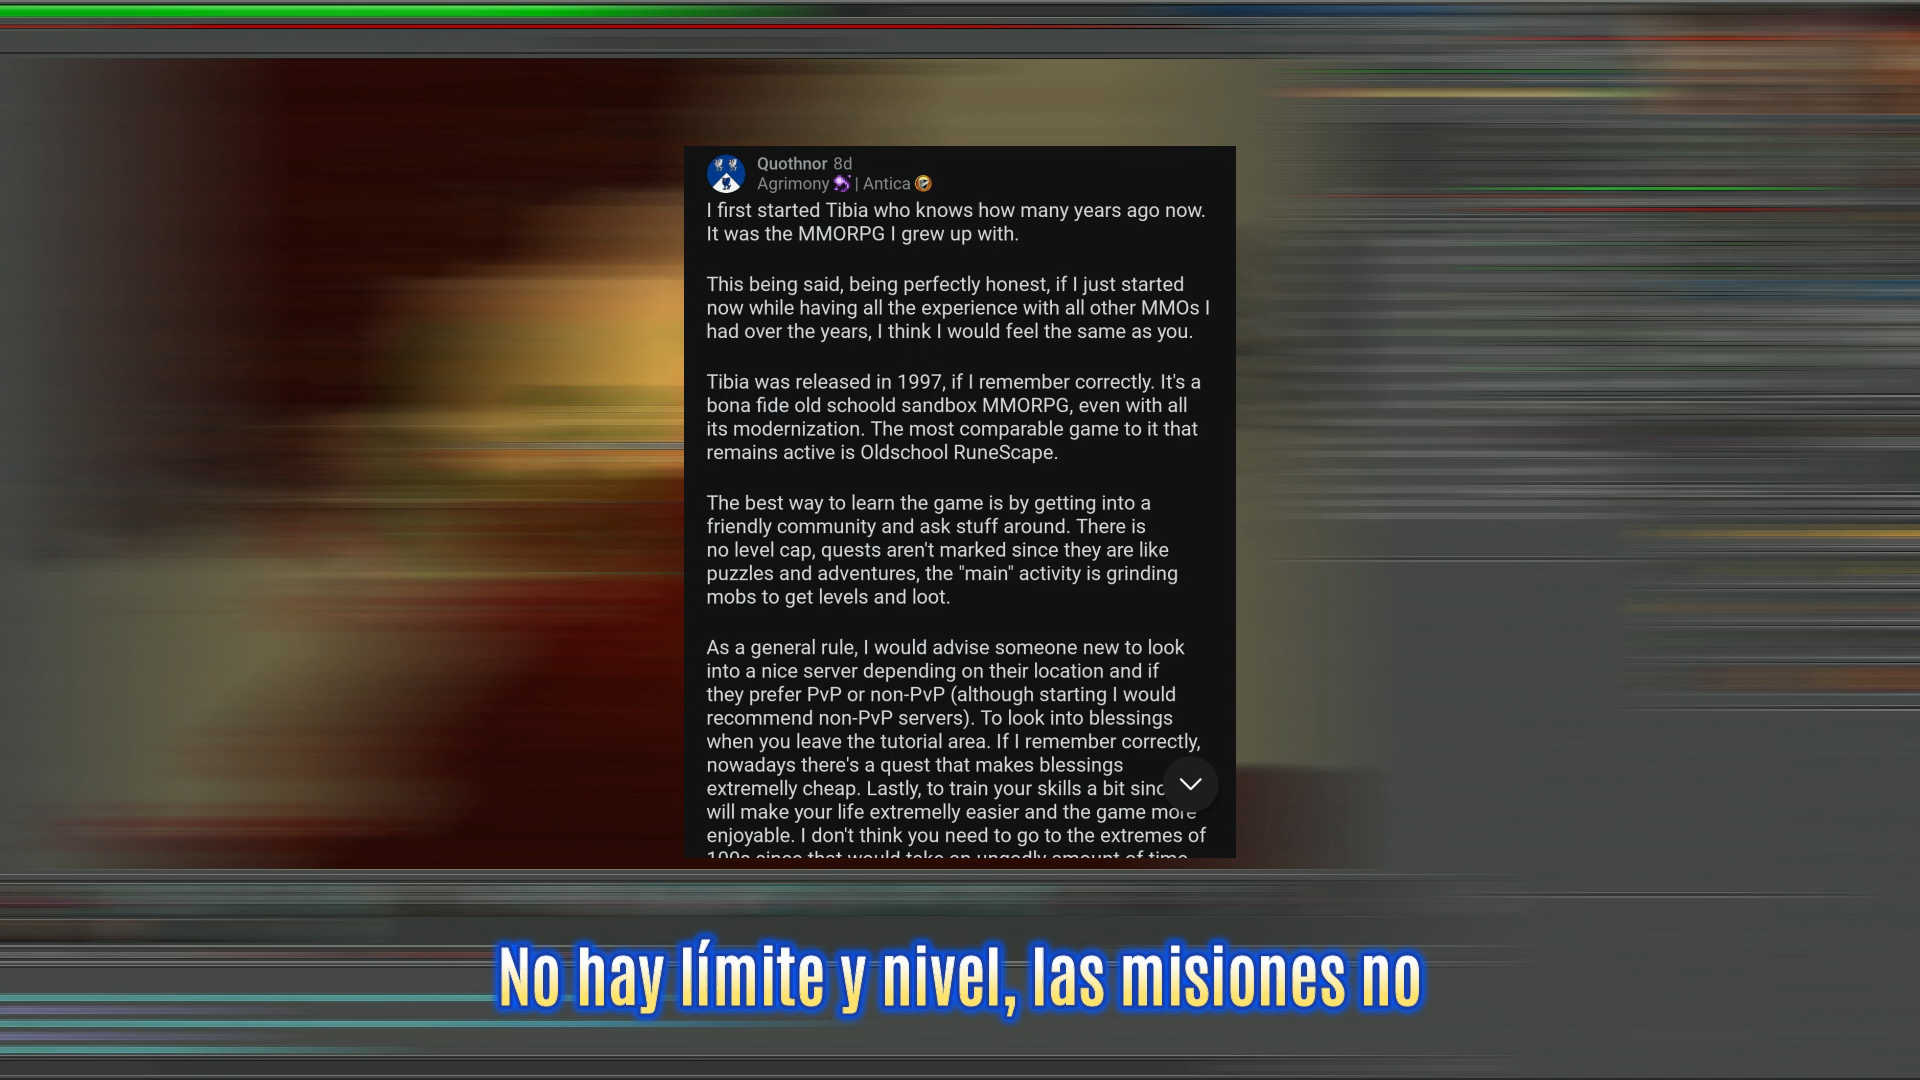 Quothnor 8d
Agrimony | Antica
I first started Tibia who knows how many years ago now.
It was the MMORPG I grew up with.
This being said, being perfectly honest, if I just started
now while having all the experience with all other MMOs I
had over the years, I think I would feel the same as you.
Tibia was released in 1997, if I remember correctly. It's a
bona fide old schoold sandbox MMORPG, even with all
its modernization. The most comparable game to it that
remains active is Oldschool RuneScape.
The best way to learn the game is by getting into a
friendly community and ask stuff around. There is
no level cap, quests aren't marked since they are like
puzzles and adventures, the "main" activity is grinding
mobs to get levels and loot.
As a general rule, I would advise someone new to look
into a nice server depending on their location and if
they prefer PvP or non-PvP (although starting I would
recommend non-PvP servers). To look into blessings
when you leave the tutorial area. If I remember correctly,
nowadays there's a quest that makes blessings
extremelly cheap. Lastly, to train your skills a bit sinc
will make your life extremelly easier and the game more
enjoyable. I don't think you need to go to the extremes of
100s since that would take an ungodly amount of time
No hay límite y nivel, las misiones no